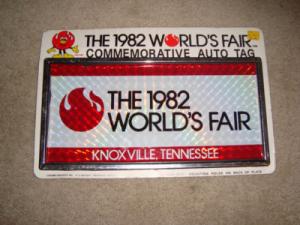 THE 1982 WORLD'S FAIR
COMMEMORATIVE AUTO TAG
THE 1982
WORLD'S FAIR
KNOXVILLE, TENNESSEE